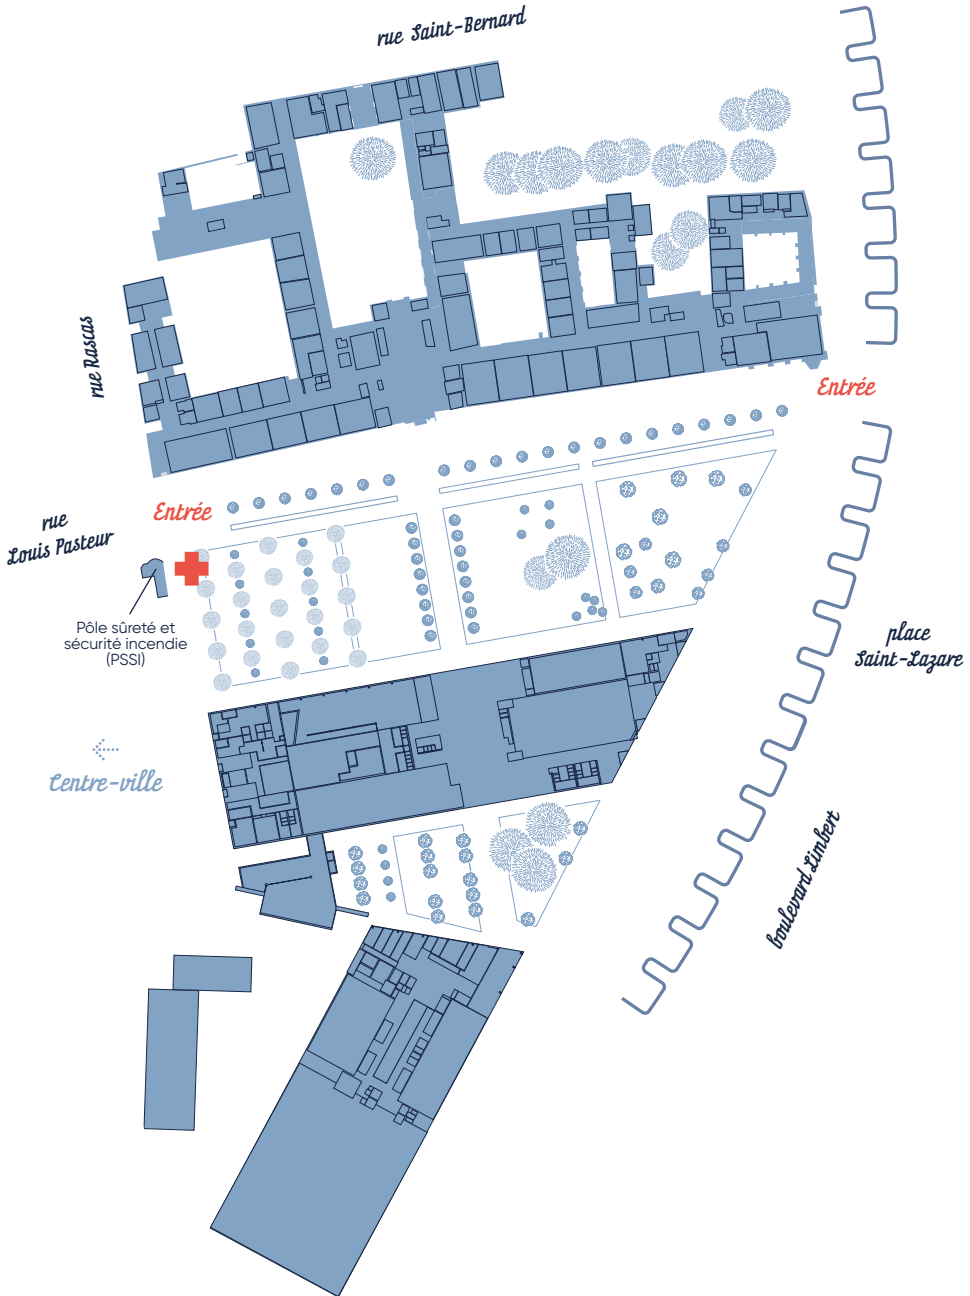 rue Saint-Bernard
rue Rascas
Entrée
Entrée
rue
Louis Pasteur
Pôle sûreté et
sécurité incendie
(PSSI)
place
Saint-Lazare
Centre-ville
boulevard Limbert